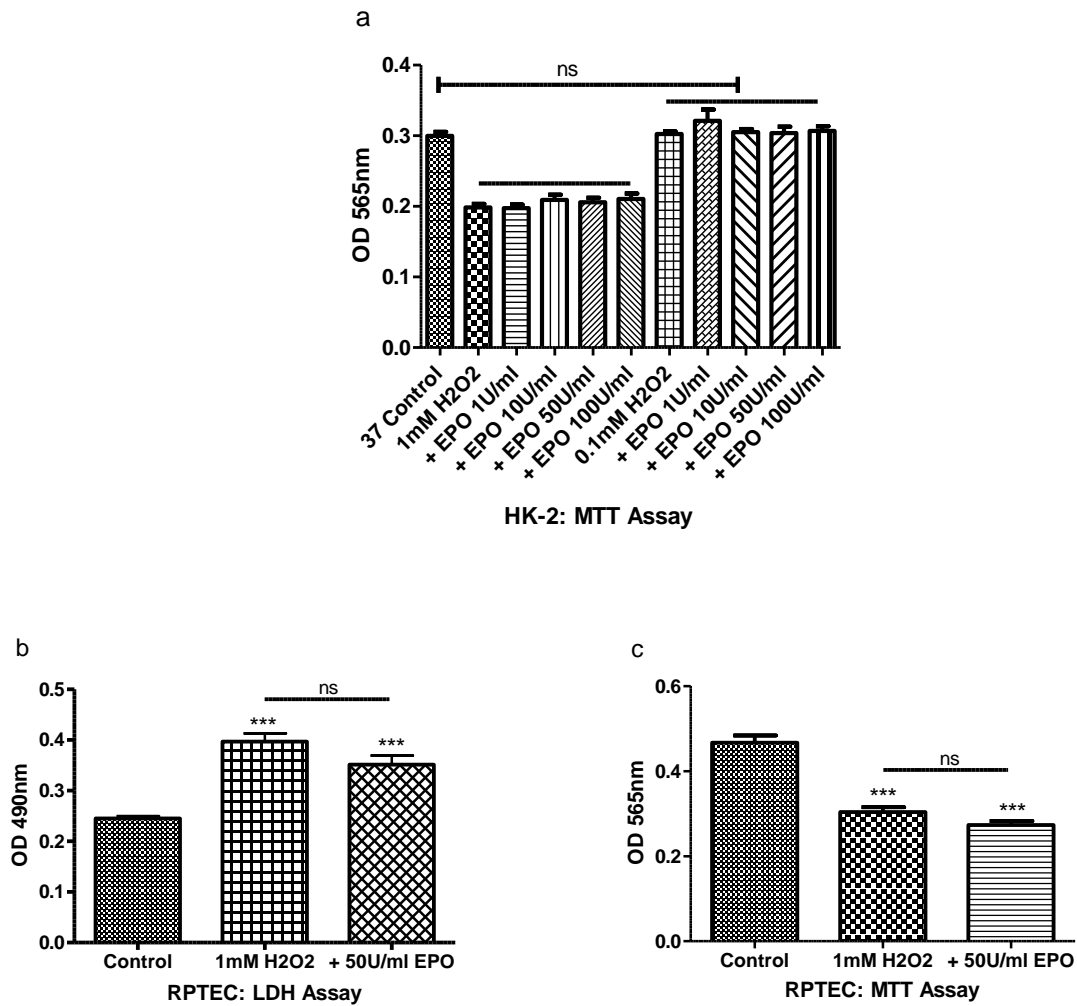 a
ns
0.4
0.3
0.2
0.1
0.0
OD 565nm
37 Control
1mM H2O2
+ EPO 1U/ml
+ EPO 10U/ml
+ EPO 50U/ml
+ EPO 100U/ml
0.1mM H2O2
+ EPO 1U/ml
+ EPO 10U/ml
+ EPO 50U/ml
+ EPO 100U/ml
HK-2: MTT Assay
b
ns
***
***
0.5
0.4
0.3
0.2
0.1
0.0
OD 490nm
Control
1mM H2O2
+ 50U/ml EPO
RPTEC: LDH Assay
c
ns
***
***
0.6
0.4
0.2
0.0
OD 565nm
Control
1mM H2O2
+ 50U/ml EPO
RPTEC: MTT Assay